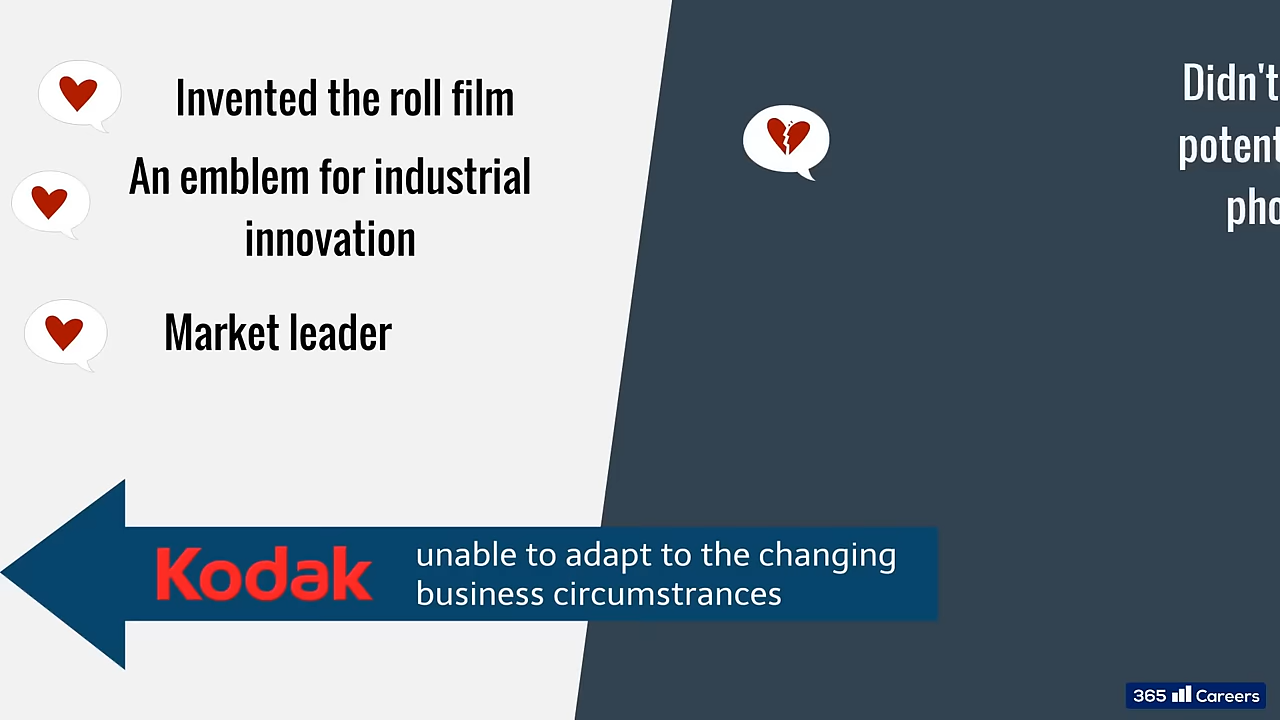 Invented the roll film
An emblem for industrial
innovation
Market leader
Didn't
Kodak
unable to adapt to the changing
business circumstrances
365 Careers